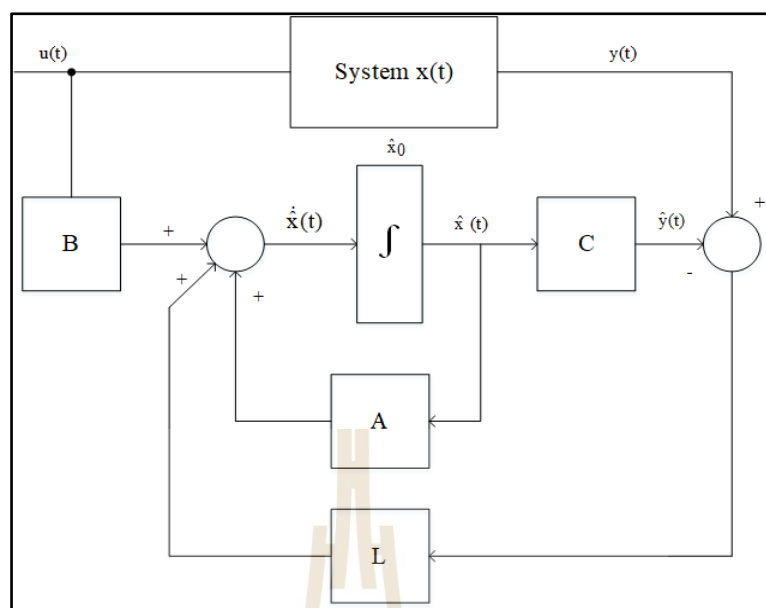 u(t)
System x(t)
y(t)
x̂0
+
B
+
ẋ̂(t)
∫
x̂ (t)
C
ŷ(t)
+
+
-
A
L